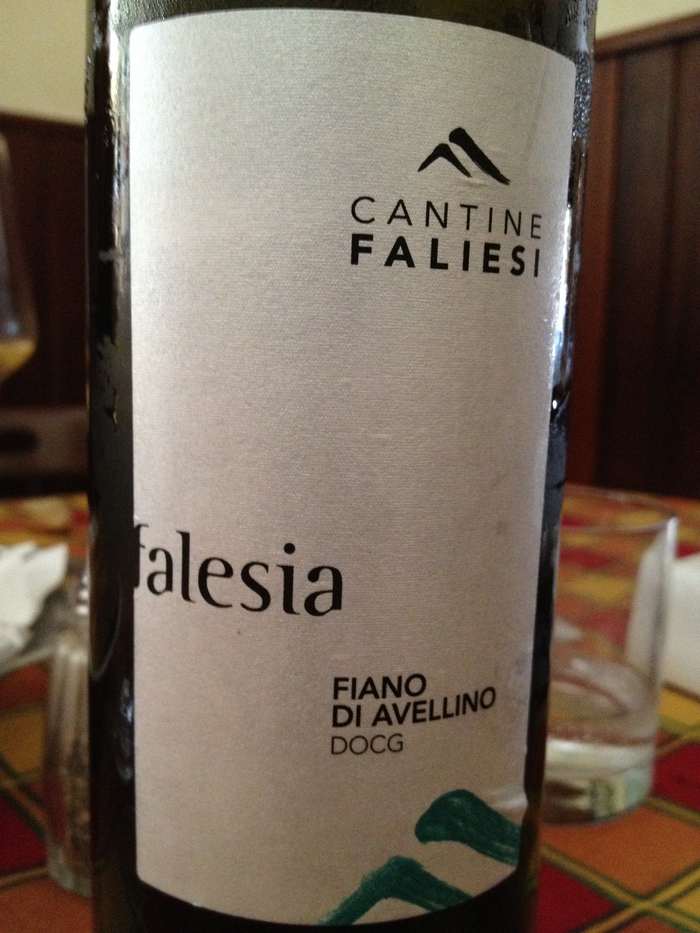 CANTINE
FALIESI
falesia
FIANO
DI AVELLINO
DOCG